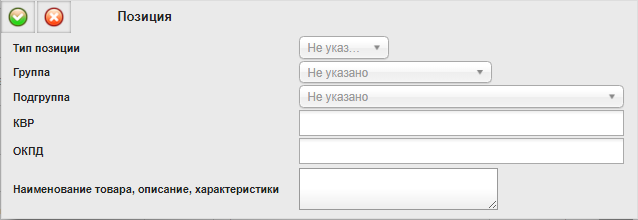 Позиция
Тип позиции Не указ...
Группа Не указано
Подгруппа Не указано
КВР
ОКПД
Наименование товара, описание, характеристики